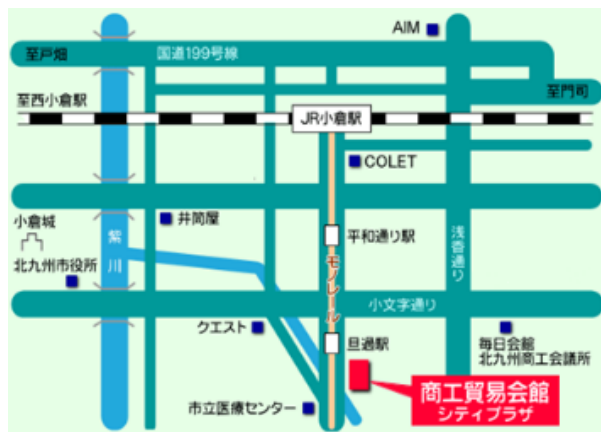 AIM
至戸畑
国道199号線
至門司
至西小倉駅
JR小倉駅
COLET
小倉城
井筒屋
紫川
平和通り駅
浅香通り
北九州市役所
モノレール
小文字通り
クエスト
旦過駅
毎日会館
北九州商工会議所
商工貿易会館
シティプラザ
市立医療センター